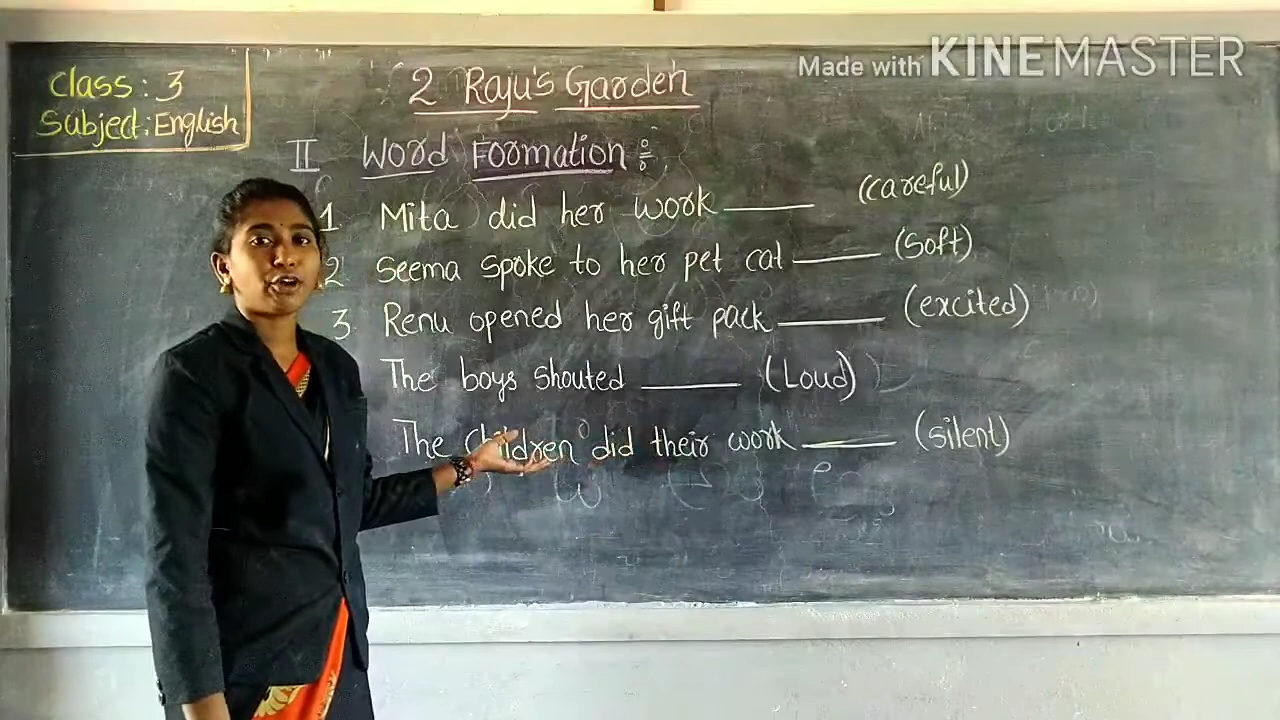 Made with KINEMASTER
Class : 3
Subject : English
2 Raju's Garden
II Word Formation :
1 Mita did her work ______ (careful)
2 Seema spoke to her pet cat ______ (Soft)
3 Renu opened her gift pack ______ (excited)
The boys shouted ______ (Loud)
The children did their work ______ (silent)